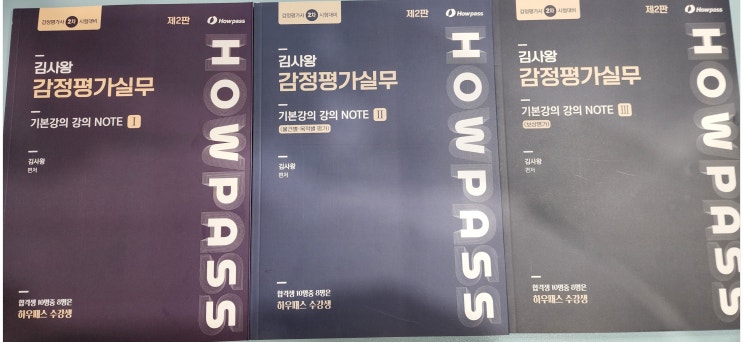 감정평가사 2차 시험대비
제2판
Howpass
김사왕
감정평가실무
기본강의 강의 NOTE I
김사왕
편저
합격생 10명중 8명은
하우패스 수강생
HOWPASS
감정평가사 2차 시험대비
제2판
Howpass
김사왕
감정평가실무
기본강의 강의 NOTE II
(물건별·목적별 평가)
김사왕
편저
합격생 10명중 8명은
하우패스 수강생
HOWPASS
감정평가사 2차 시험대비
제2판
Howpass
김사왕
감정평가실무
기본강의 강의 NOTE III
(보상평가)
김사왕
편저
합격생 10명중 8명은
하우패스 수강생
HOWPASS